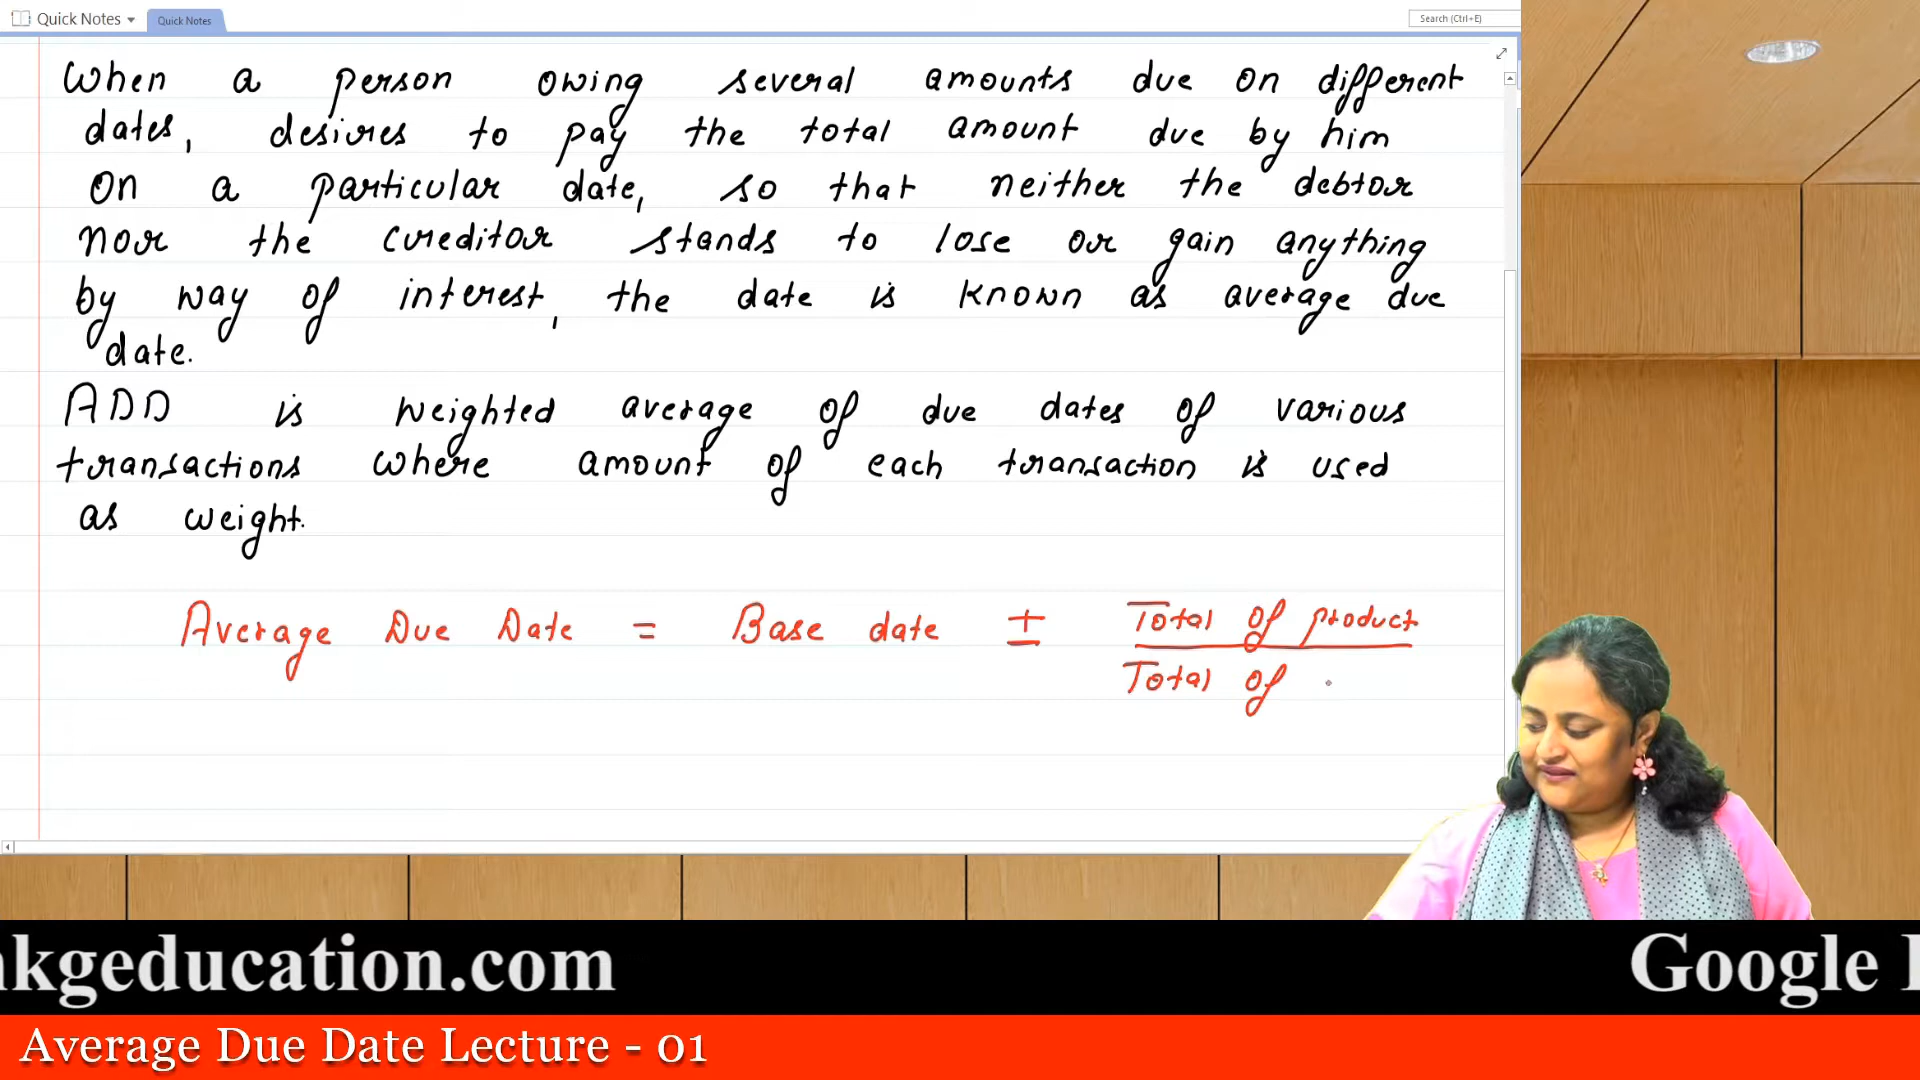 Quick Notes
Quick Notes
Search (Ctrl+E)
When a person owing several amounts due on different
dates, desires to pay the total amount due by him
on a particular date, so that neither the debtor
nor the creditor stands to lose or gain anything
by way of interest, the date is known as average due
date.
ADD is weighted average of due dates of various
transactions where amount of each transaction is used
as weight.
Average Due Date = Base date ± Total of product
Total of
kgeducation.com
Google
Average Due Date Lecture - 01